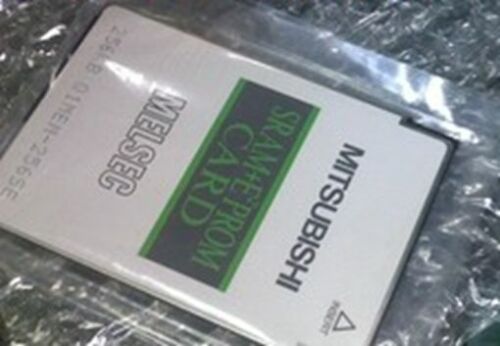 MITSUBISHI
SRAM+E²PROM
CARD
MELSEC
256KB Q1MEM-256SE
INSERT